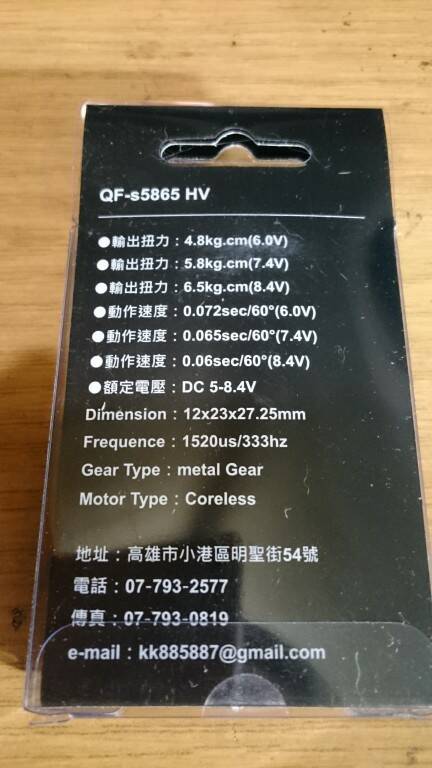 QF-s5865 HV
●輸出扭力：4.8kg.cm(6.0V)
●輸出扭力：5.8kg.cm(7.4V)
●輸出扭力：6.5kg.cm(8.4V)
●動作速度：0.072sec/60°(6.0V)
●動作速度：0.065sec/60°(7.4V)
●動作速度：0.06sec/60°(8.4V)
●額定電壓：DC 5-8.4V
Dimension：12x23x27.25mm
Frequence：1520us/333hz
Gear Type：metal Gear
Motor Type：Coreless
地址：高雄市小港區明聖街54號
電話：07-793-2577
傳真：07-793-0819
e-mail：kk885887@gmail.com